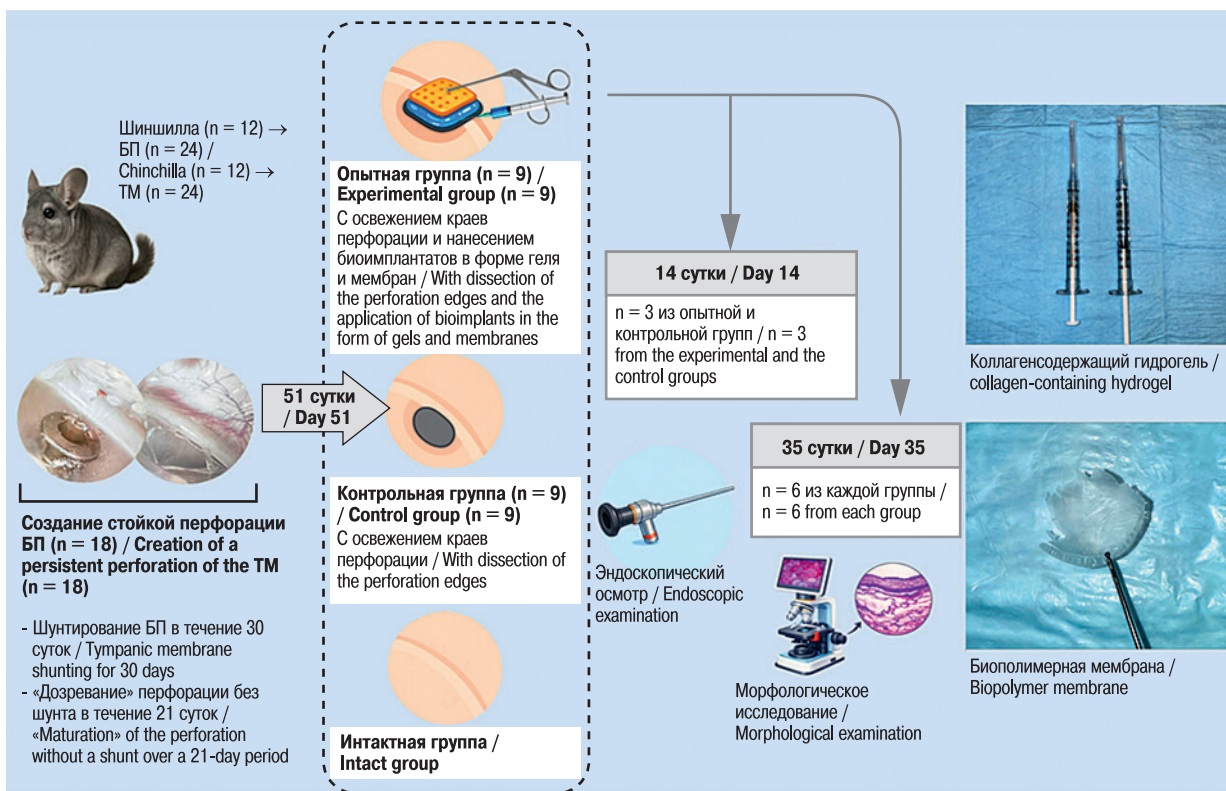 Шиншилла (n = 12) →
БП (n = 24) /
Chinchilla (n = 12) →
TM (n = 24)
Создание стойкой перфорации
БП (n = 18) / Creation of a
persistent perforation of the TM
(n = 18)
- Шунтирование БП в течение 30
суток / Tympanic membrane
shunting for 30 days
- «Дозревание» перфорации без
шунта в течение 21 суток /
«Maturation» of the perforation
without a shunt over a 21-day period
51 сутки
/ Day 51
Опытная группа (n = 9) /
Experimental group (n = 9)
С освежением краев
перфорации и нанесением
биоимплантатов в форме геля
и мембран / With dissection of
the perforation edges and the
application of bioimplants in the
form of gels and membranes
Контрольная группа (n = 9)
/ Control group (n = 9)
С освежением краев
перфорации / With dissection of
the perforation edges
Интактная группа /
Intact group
14 сутки / Day 14
n = 3 из опытной и
контрольной групп / n = 3
from the experimental and the
control groups
35 сутки / Day 35
n = 6 из каждой группы /
n = 6 from each group
Эндоскопический
осмотр / Endoscopic
examination
Морфологическое
исследование /
Morphological examination
Коллагенсодержащий гидрогель /
collagen-containing hydrogel
Биополимерная мембрана /
Biopolymer membrane